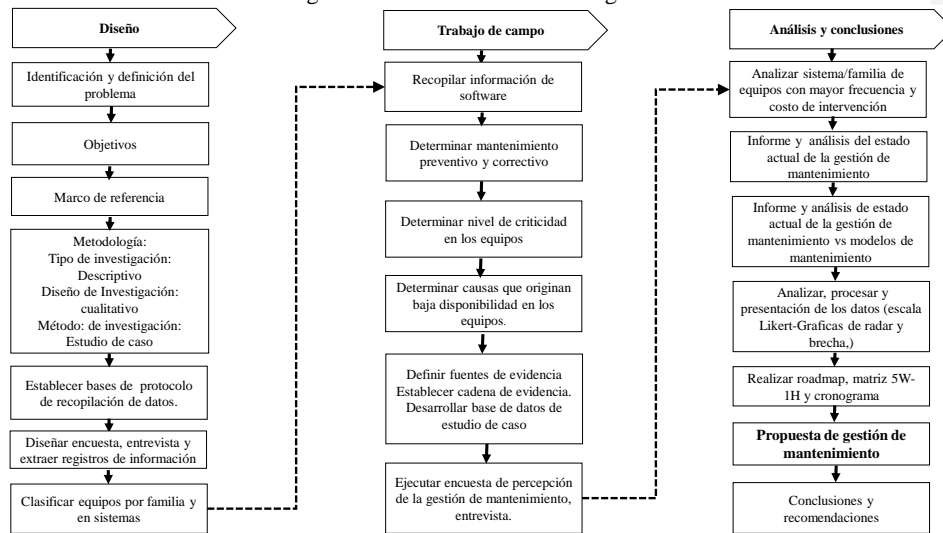 Diseño
Identificación y definición del
problema
Objetivos
Marco de referencia
Metodología:
Tipo de investigación:
Descriptivo
Diseño de Investigación:
cualitativo
Método: de investigación:
Estudio de caso
Establecer bases de protocolo
de recopilación de datos.
Diseñar encuesta, entrevista y
extraer registros de información
Clasificar equipos por familia y
en sistemas
Trabajo de campo
Recopilar información de
software
Determinar mantenimiento
preventivo y correctivo
Determinar nivel de criticidad
en los equipos
Determinar causas que originan
baja disponibilidad en los
equipos.
Definir fuentes de evidencia
Establecer cadena de evidencia.
Desarrollar base de datos de
estudio de caso
Ejecutar encuesta de percepción
de la gestión de mantenimiento,
entrevista.
Análisis y conclusiones
Analizar sistema/familia de
equipos con mayor frecuencia y
costo de intervención
Informe y análisis del estado
actual de la gestión de
mantenimiento
Informe y análisis de estado
actual de la gestión de
mantenimiento vs modelos de
mantenimiento
Analizar, procesar y
presentación de los datos (escala
Likert-Graficas de radar y
brecha,)
Realizar roadmap, matriz 5W-
1H y cronograma
Propuesta de gestión de
mantenimiento
Conclusiones y
recomendaciones